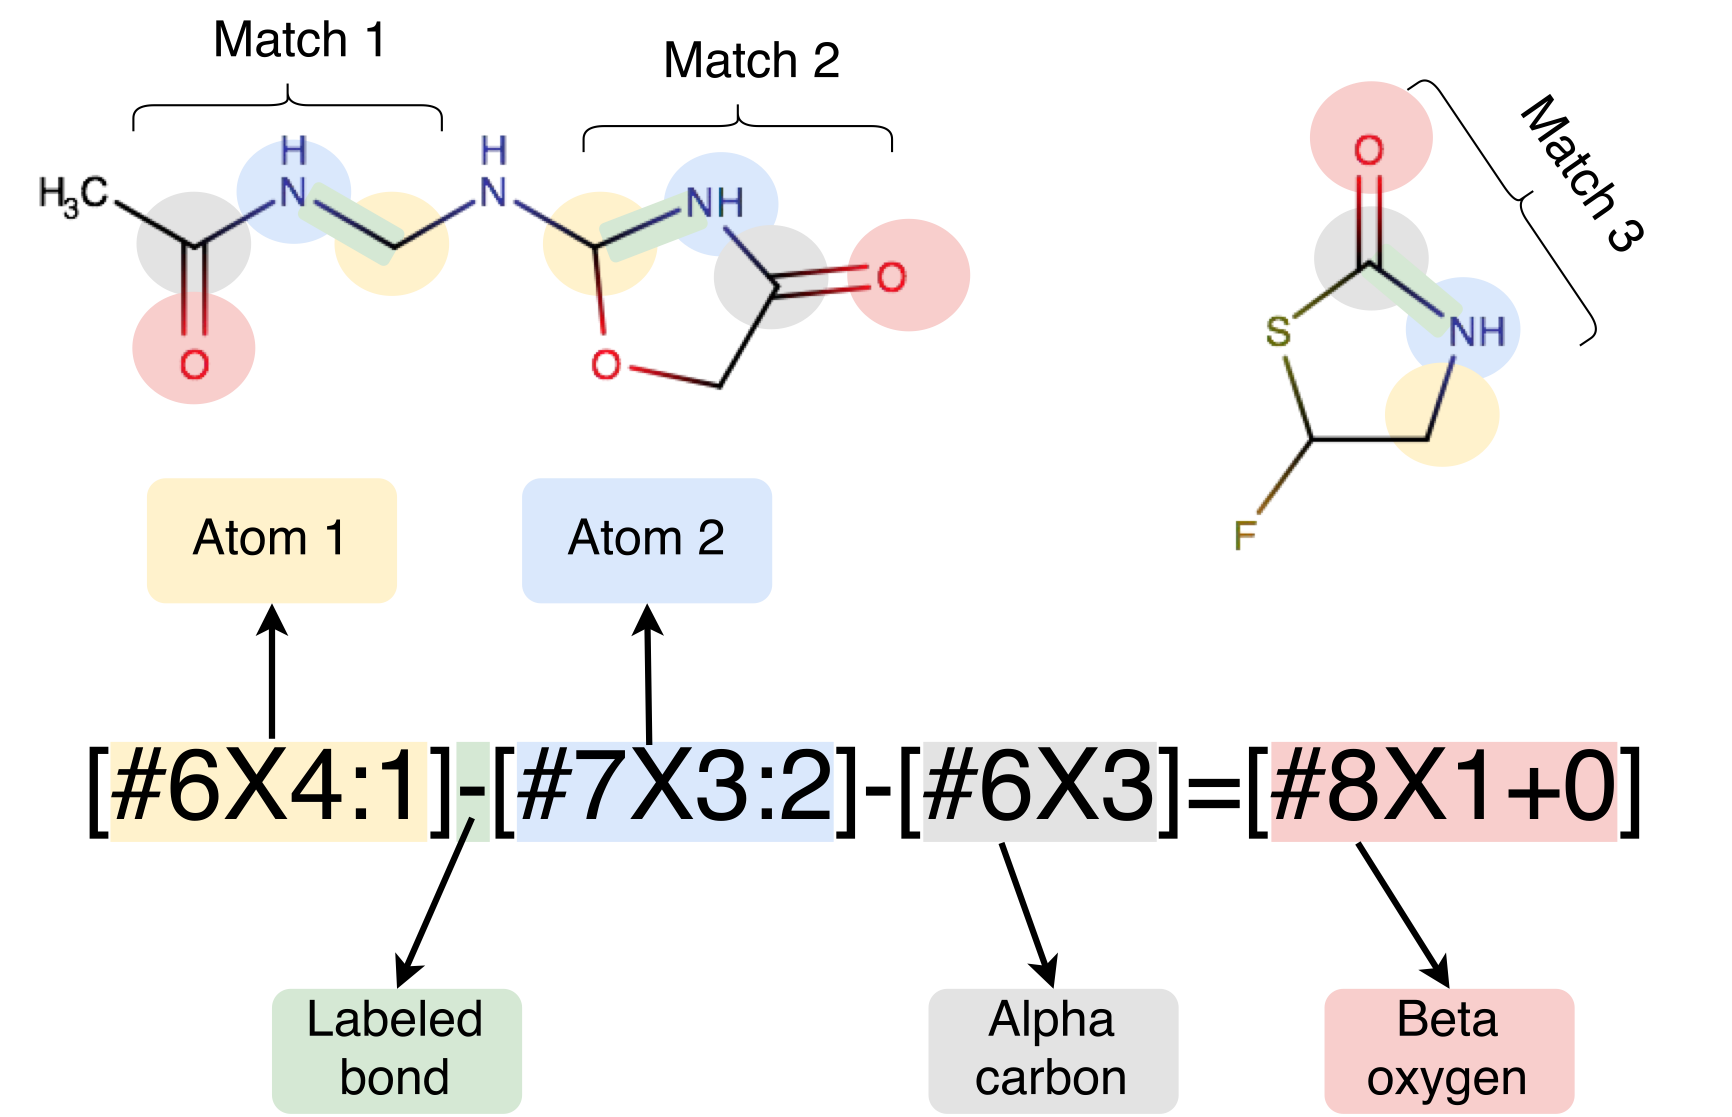 Match 1
Match 2
Match 3
H
H
O
H₃C
N
N
NH
O
S
NH
O
O
F
Atom 1
Atom 2
[#6X4:1]-[#7X3:2]-[#6X3]=[#8X1+0]
Labeled
bond
Alpha
carbon
Beta
oxygen